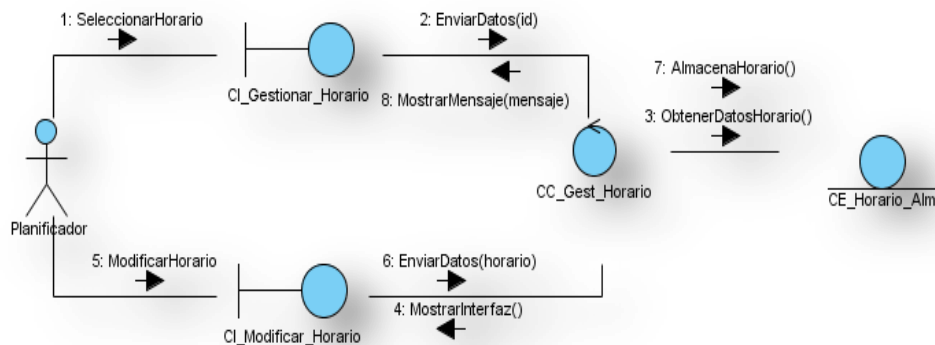 1: SeleccionarHorario
2: EnviarDatos(id)
7: AlmacenaHorario()
CI_Gestionar_Horario
8: MostrarMensaje(mensaje)
3: ObtenerDatosHorario()
CC_Gest_Horario
CE_Horario_Alm
Planificador
5: ModificarHorario
6: EnviarDatos(horario)
4: MostrarInterfaz()
CI_Modificar_Horario